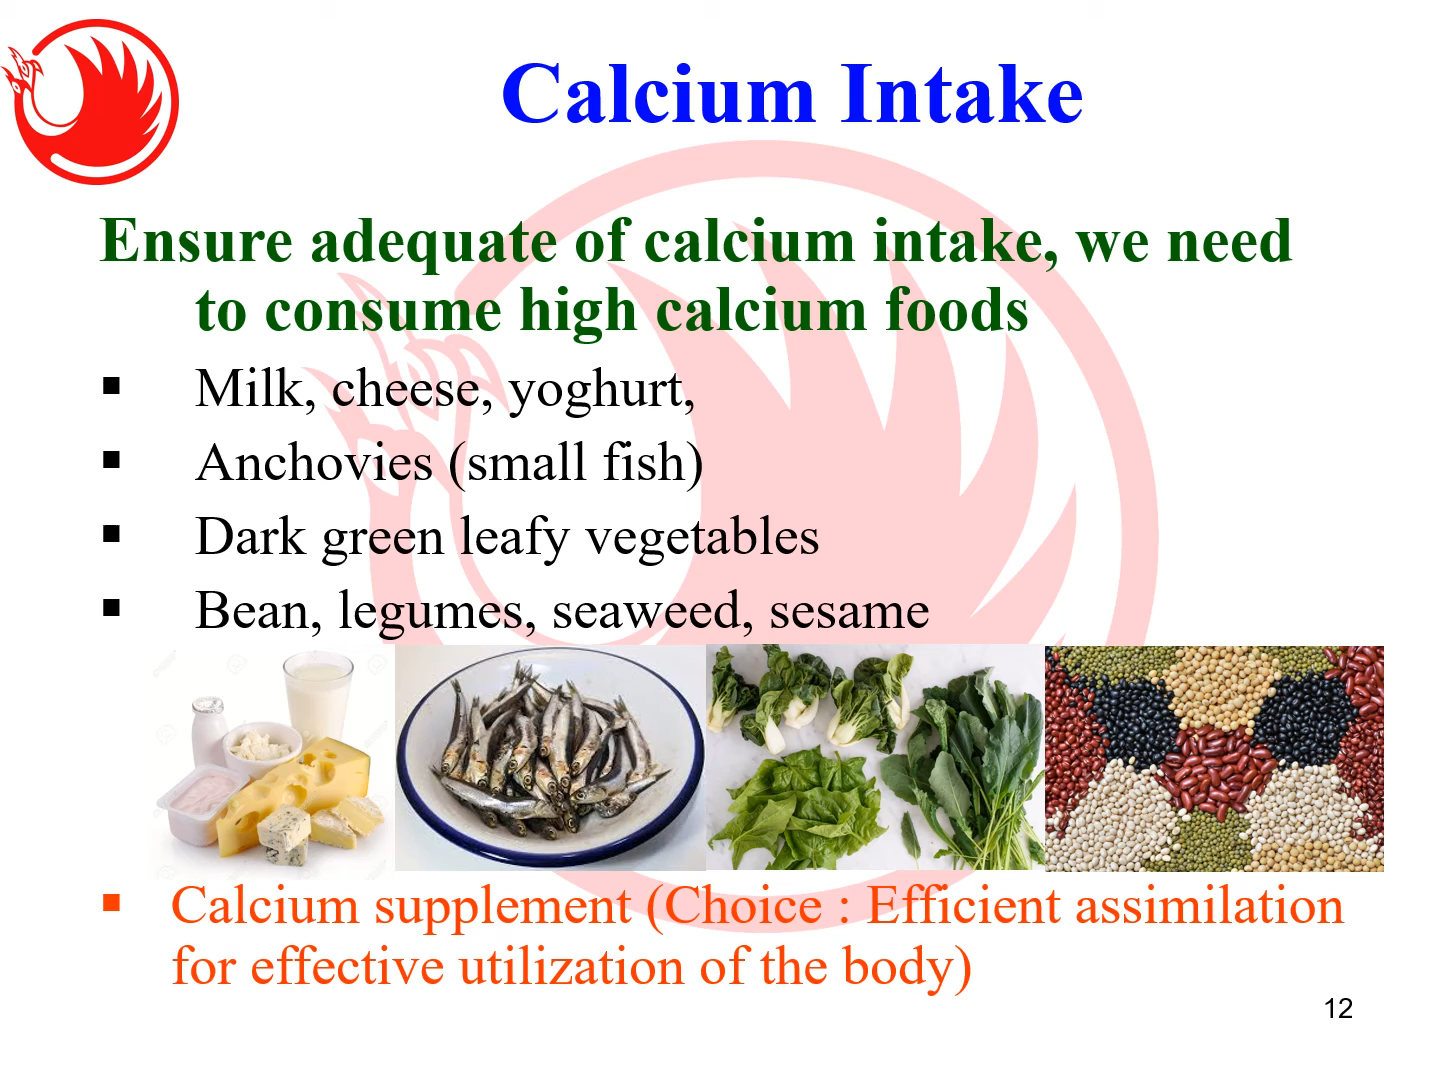 Calcium Intake
Ensure adequate of calcium intake, we need
to consume high calcium foods
▪ Milk, cheese, yoghurt,
▪ Anchovies (small fish)
▪ Dark green leafy vegetables
▪ Bean, legumes, seaweed, sesame
▪ Calcium supplement (Choice : Efficient assimilation
for effective utilization of the body)
12